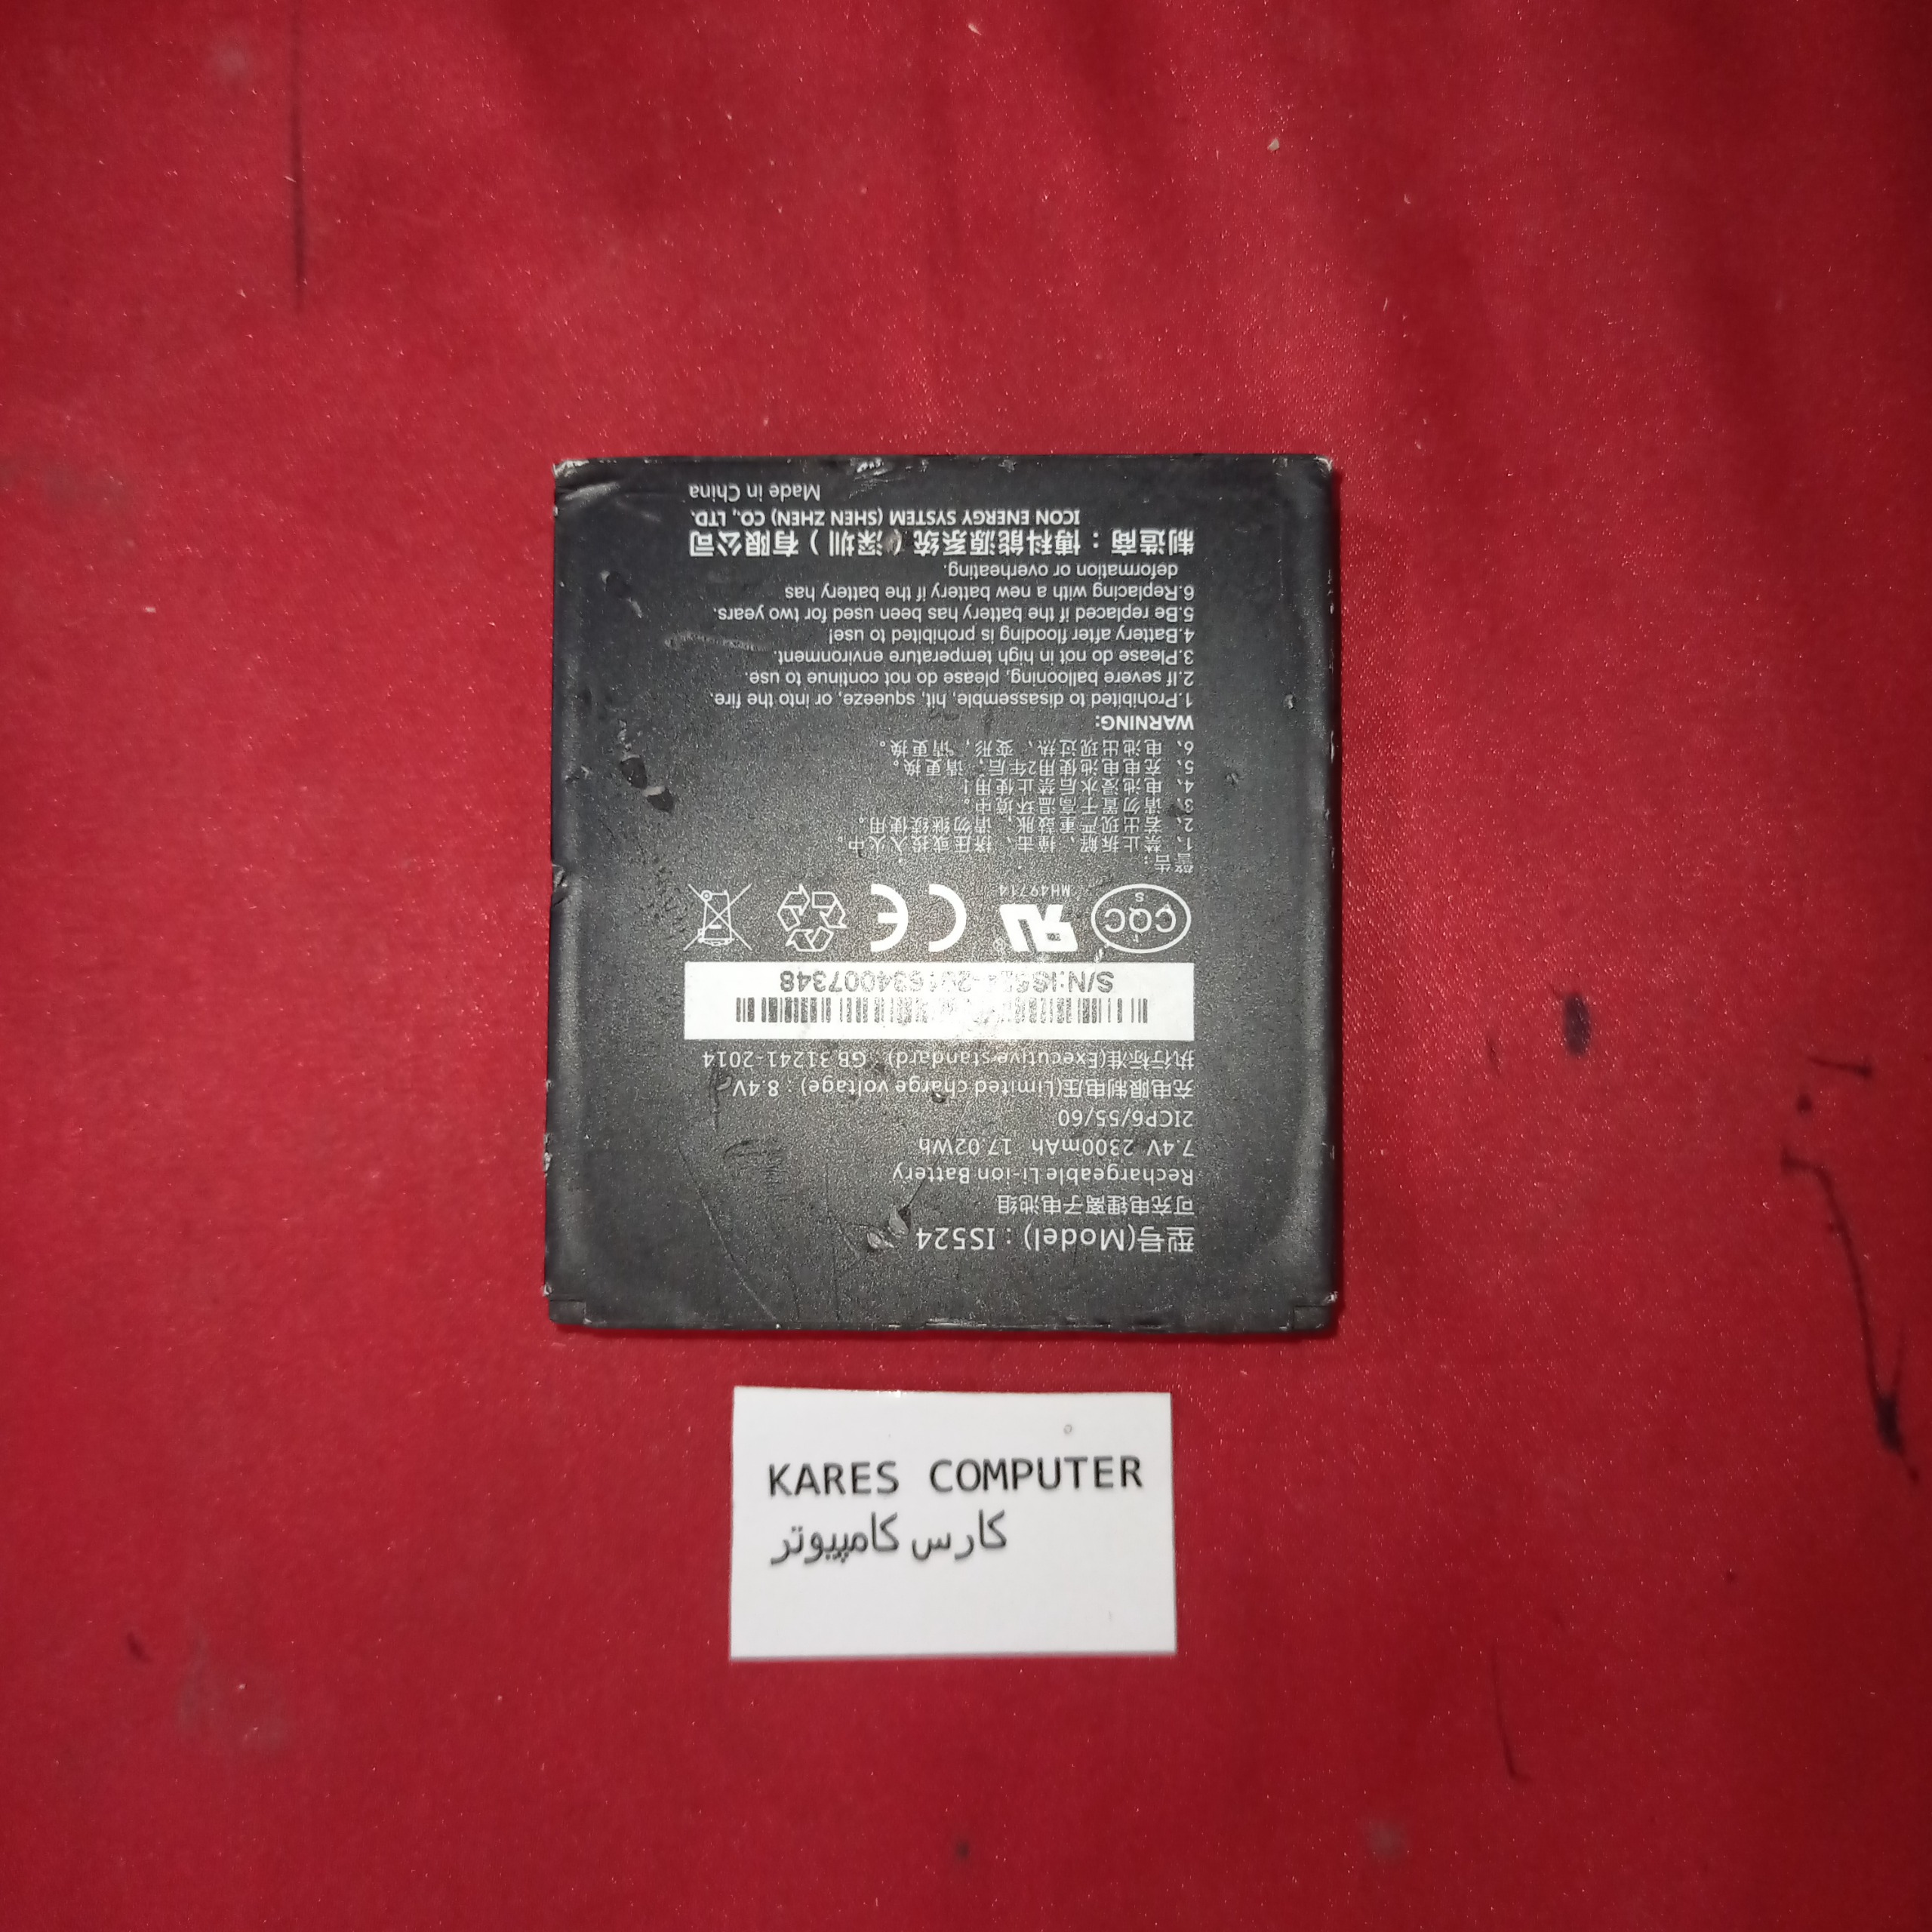 型号(Model)：IS524
可充电锂离子电池组
Rechargeable Li-ion Battery
7.4V 2300mAh 17.02Wh
2ICP6/55/60
充电限制电压(Limited charge voltage)：8.4V
执行标准(Executive standard)：GB 31241-2014
CQC
S
MH49714
CE
警告：
1、禁止拆解、撞击、挤压或投入火中。
2、若出现严重鼓胀，请勿继续使用。
3、请勿置于高温环境中。
4、电池浸水后禁止使用！
5、充电电池使用2年后，请更换。
6、电池出现过热、变形，请更换。
WARNING:
1.Prohibited to disassemble, hit, squeeze, or into the fire.
2.If severe ballooning, please do not continue to use.
3.Please do not in high temperature environment.
4.Battery after flooding is prohibited to use!
5.Be replaced if the battery has been used for two years.
6.Replacing with a new battery if the battery has
deformation or overheating.
制造商：博科能源系统（深圳）有限公司
ICON ENERGY SYSTEM (SHEN ZHEN) CO., LTD.
Made in China
KARES COMPUTER
کارس کامپیوتر